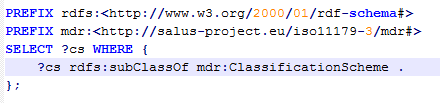 PREFIX rdfs:<http://www.w3.org/2000/01/rdf-schema#>
PREFIX mdr:<http://salus-project.eu/iso11179-3/mdr#>
SELECT ?cs WHERE {
    ?cs rdfs:subClassOf mdr:ClassificationScheme .
};